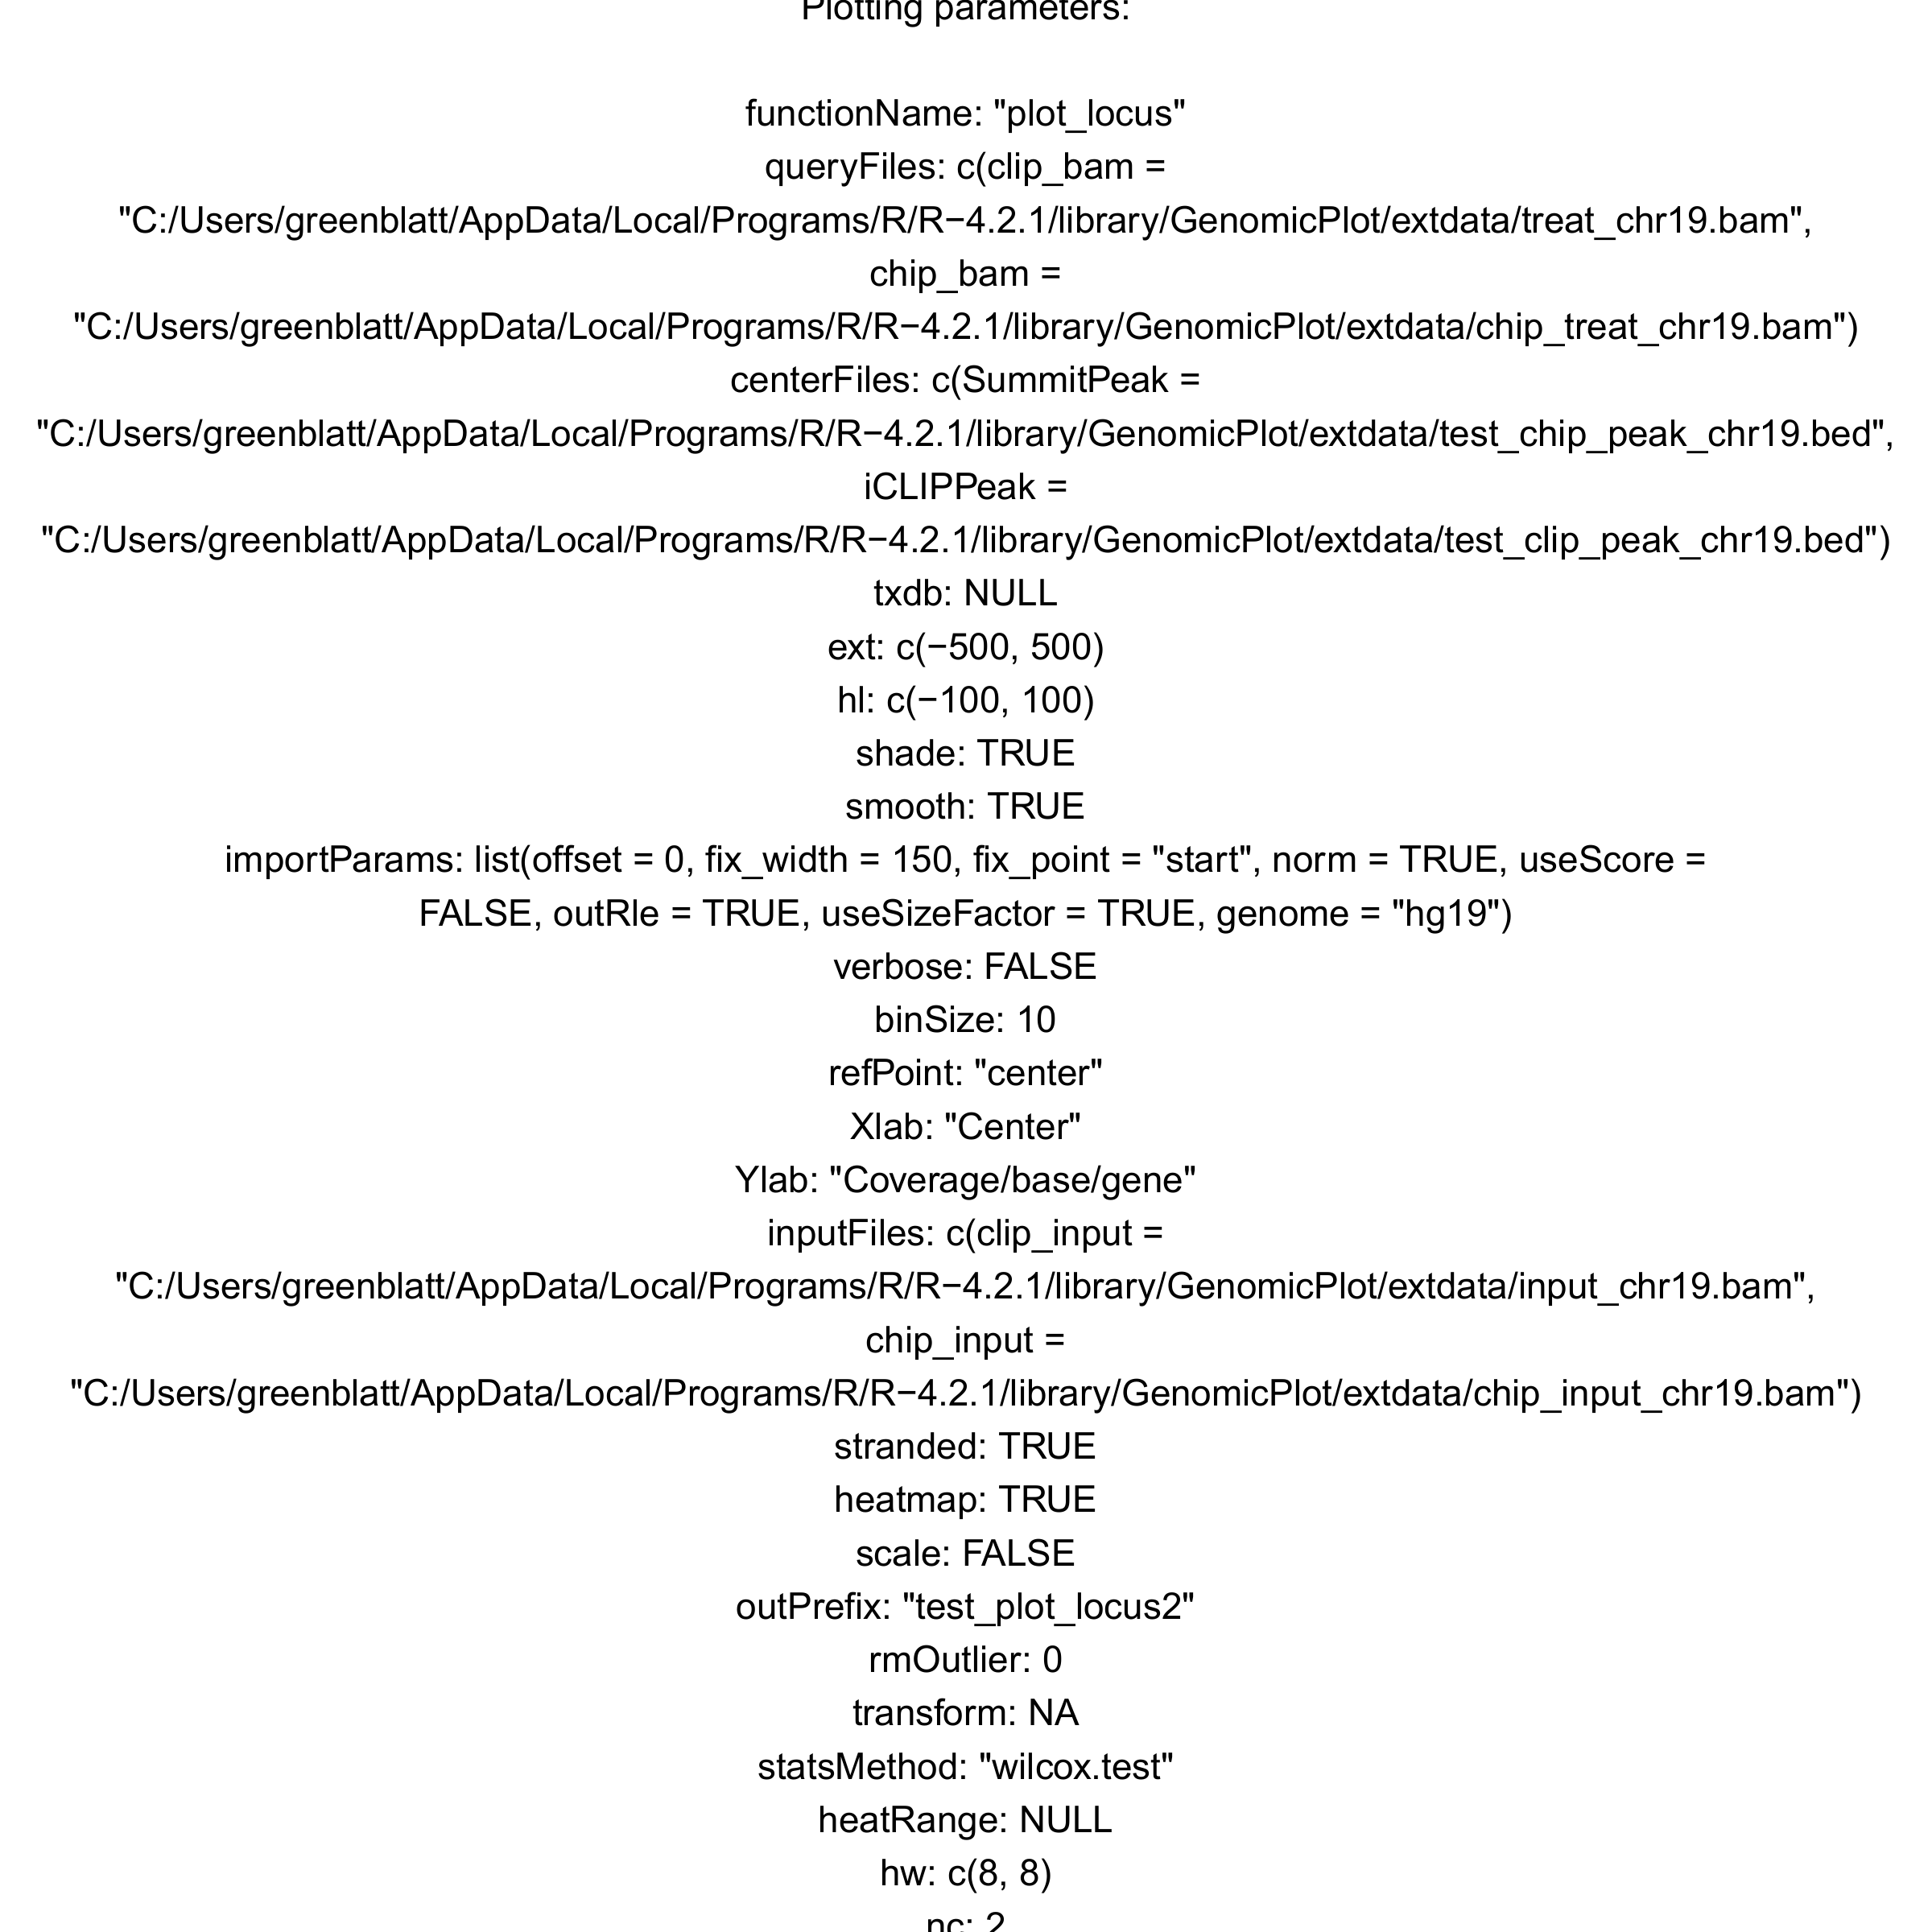 Plotting parameters:
functionName: "plot_locus"
queryFiles: c(clip_bam =
"C:/Users/greenblatt/AppData/Local/Programs/R/R−4.2.1/library/GenomicPlot/extdata/treat_chr19.bam",
chip_bam =
"C:/Users/greenblatt/AppData/Local/Programs/R/R−4.2.1/library/GenomicPlot/extdata/chip_treat_chr19.bam")
centerFiles: c(SummitPeak =
"C:/Users/greenblatt/AppData/Local/Programs/R/R−4.2.1/library/GenomicPlot/extdata/test_chip_peak_chr19.bed",
iCLIPPeak =
"C:/Users/greenblatt/AppData/Local/Programs/R/R−4.2.1/library/GenomicPlot/extdata/test_clip_peak_chr19.bed")
txdb: NULL
ext: c(−500, 500)
hl: c(−100, 100)
shade: TRUE
smooth: TRUE
importParams: list(offset = 0, fix_width = 150, fix_point = "start", norm = TRUE, useScore =
FALSE, outRle = TRUE, useSizeFactor = TRUE, genome = "hg19")
verbose: FALSE
binSize: 10
refPoint: "center"
Xlab: "Center"
Ylab: "Coverage/base/gene"
inputFiles: c(clip_input =
"C:/Users/greenblatt/AppData/Local/Programs/R/R−4.2.1/library/GenomicPlot/extdata/input_chr19.bam",
chip_input =
"C:/Users/greenblatt/AppData/Local/Programs/R/R−4.2.1/library/GenomicPlot/extdata/chip_input_chr19.bam")
stranded: TRUE
heatmap: TRUE
scale: FALSE
outPrefix: "test_plot_locus2"
rmOutlier: 0
transform: NA
statsMethod: "wilcox.test"
heatRange: NULL
hw: c(8, 8)
nc: 2